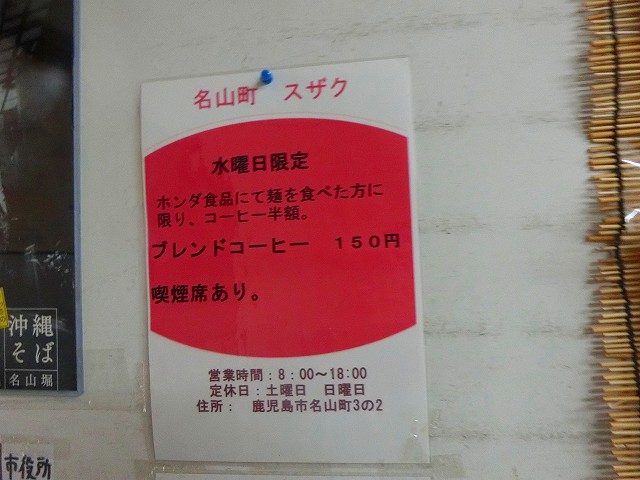 名山町　スザク
水曜日限定
ホンダ食品にて麺を食べた方に
限り、コーヒー半額。
ブレンドコーヒー　１５０円
喫煙席あり。
営業時間：8：00～18:00
定休日：土曜日　日曜日
住所：　鹿児島市名山町3の2
沖縄
そば
名山堀
市役所